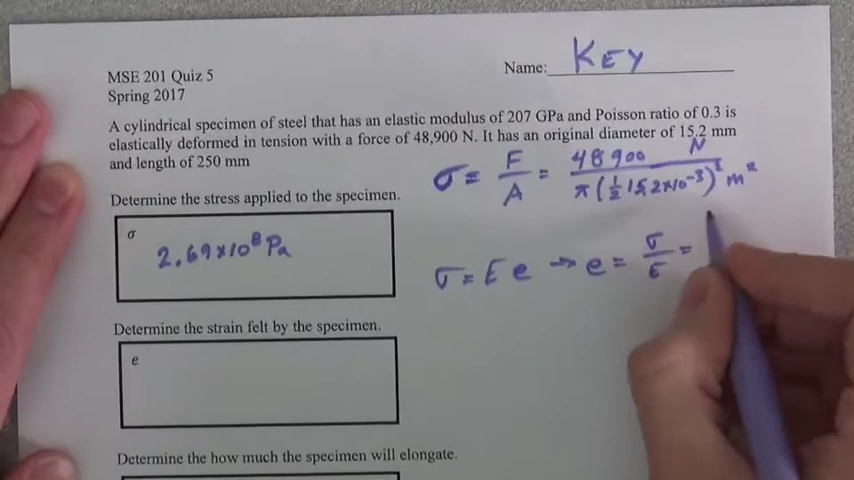 MSE 201 Quiz 5
Name: KEY
Spring 2017
A cylindrical specimen of steel that has an elastic modulus of 207 GPa and Poisson ratio of 0.3 is
elastically deformed in tension with a force of 48,900 N. It has an original diameter of 15.2 mm
and length of 250 mm
σ = F/A = 48900 N / π(1/2 15.2x10⁻³)² m²
Determine the stress applied to the specimen.
σ
2.69x10⁸ Pa
σ = E e → e = σ/E =
Determine the strain felt by the specimen.
e
Determine the how much the specimen will elongate.